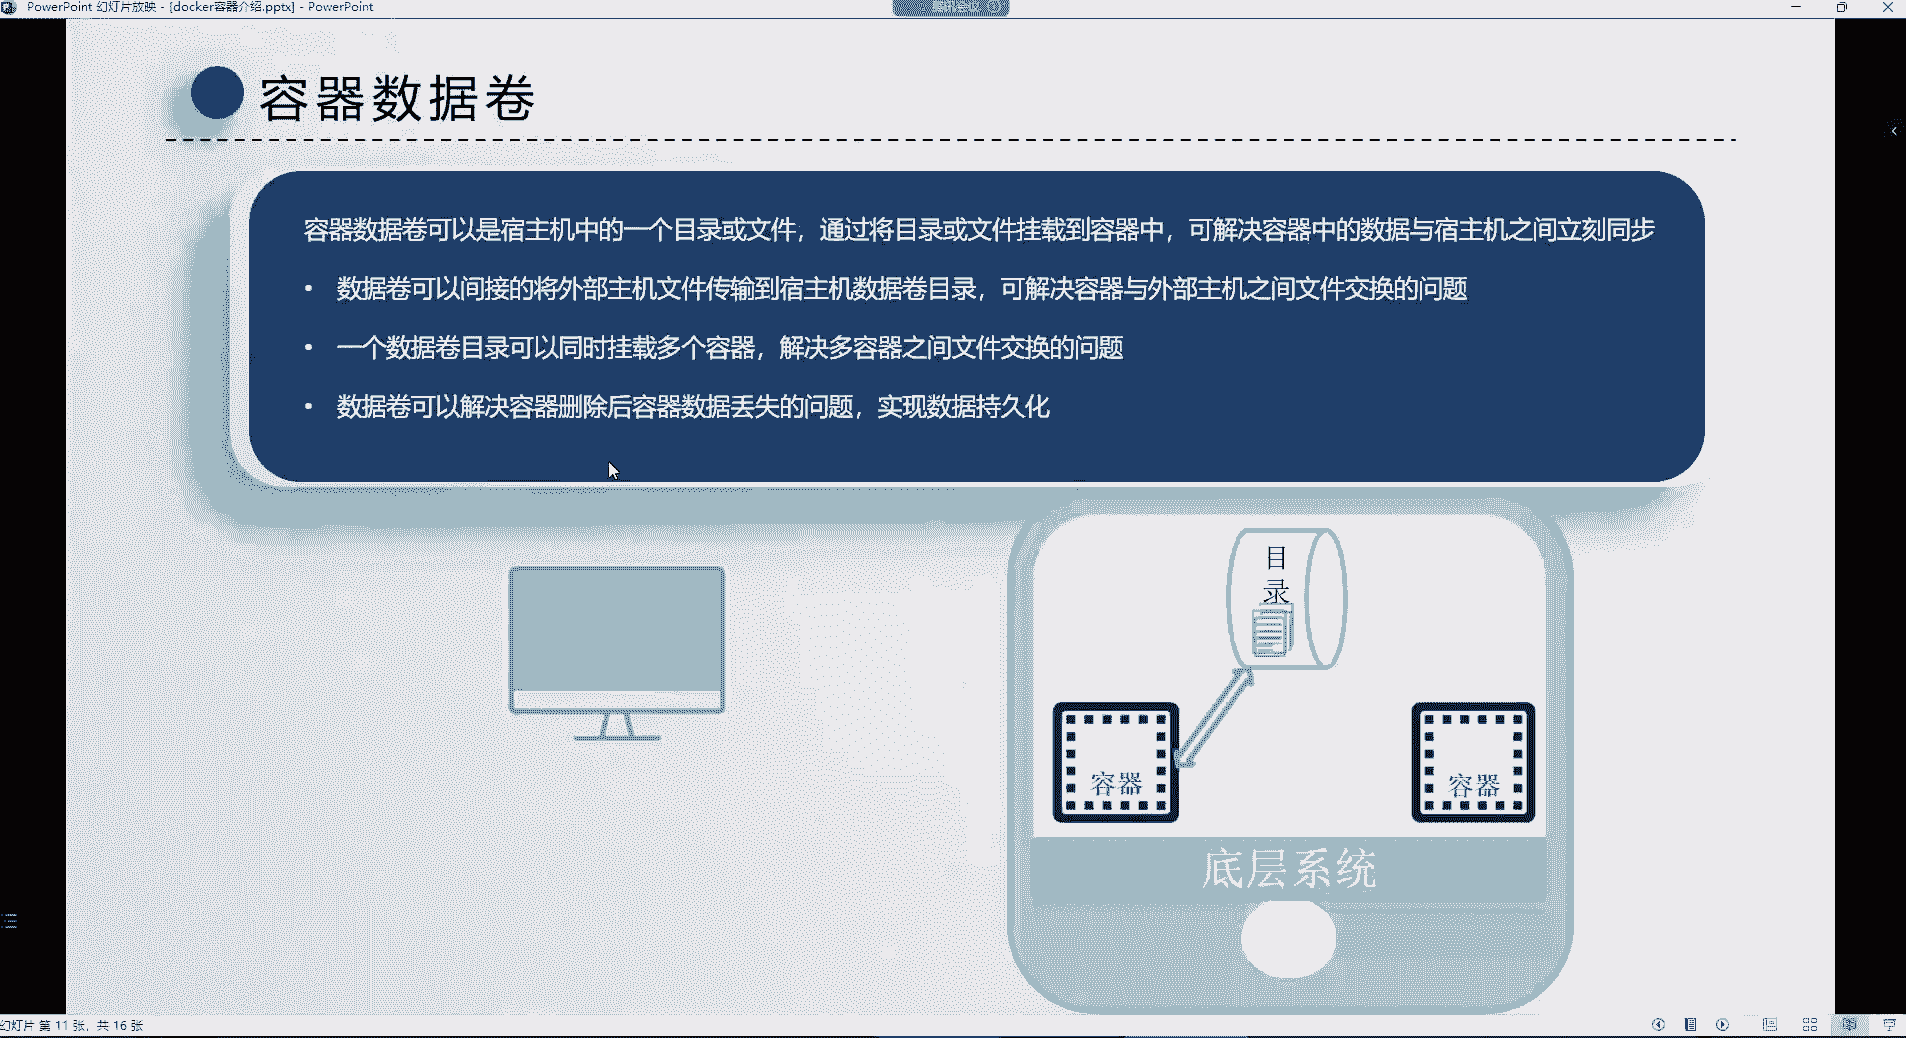 PowerPoint 幻灯片放映 - [docker容器介绍.pptx] - PowerPoint
容器数据卷
容器数据卷可以是宿主机中的一个目录或文件，通过将目录或文件挂载到容器中，可解决容器中的数据与宿主机之间立刻同步
• 数据卷可以间接的将外部主机文件传输到宿主机数据卷目录，可解决容器与外部主机之间文件交换的问题
• 一个数据卷目录可以同时挂载多个容器，解决多容器之间文件交换的问题
• 数据卷可以解决容器删除后容器数据丢失的问题，实现数据持久化
目
录
容器
容器
底层系统
幻灯片 第 11 张，共 16 张